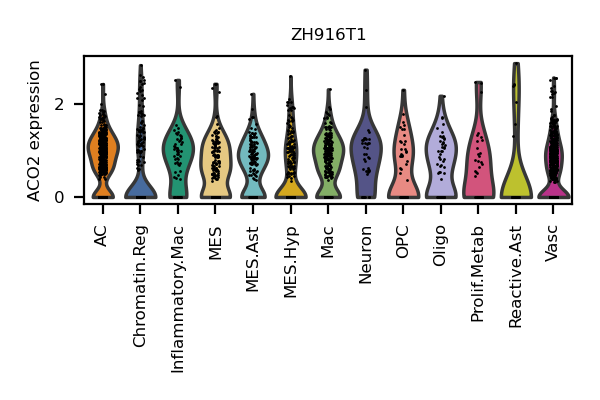 ZH916T1
ACO2 expression
2
0
AC
Chromatin.Reg
Inflammatory.Mac
MES
MES.Ast
MES.Hyp
Mac
Neuron
OPC
Oligo
Prolif.Metab
Reactive.Ast
Vasc